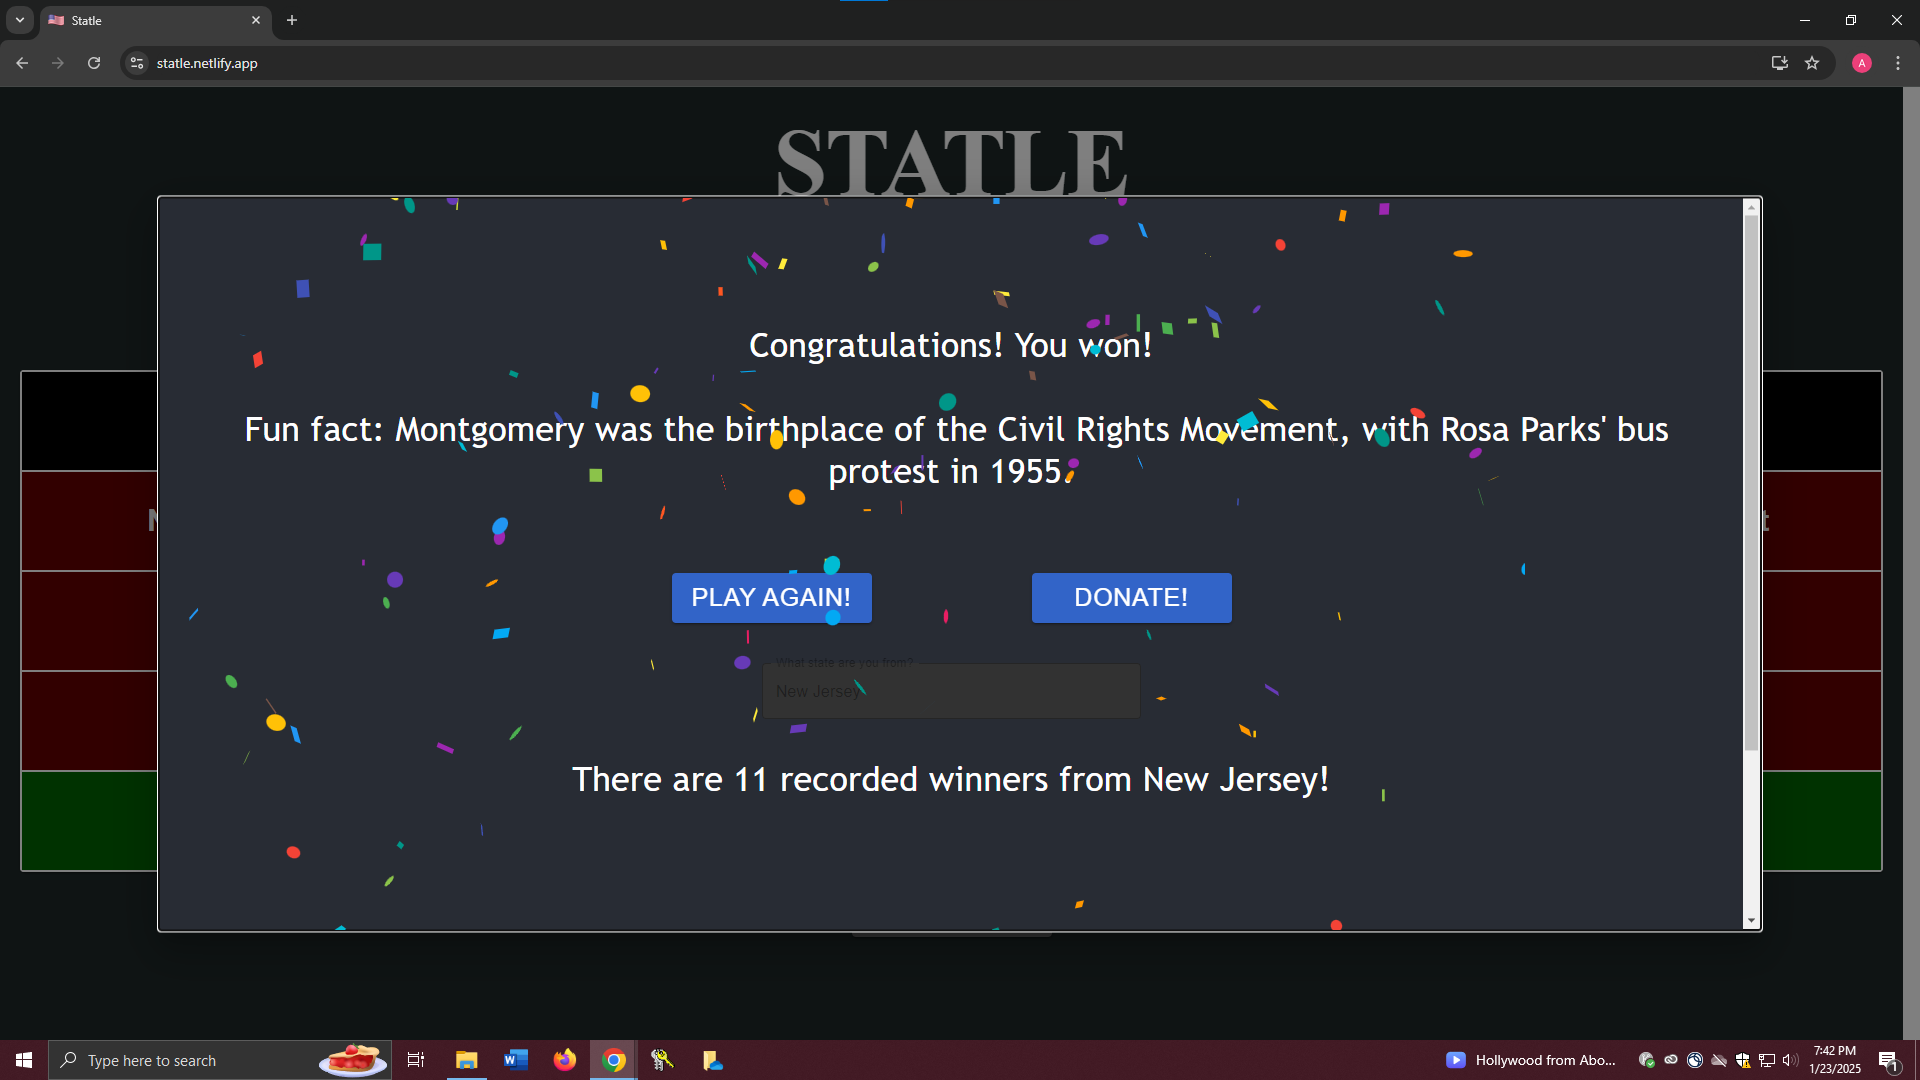 Statle
statle.netlify.app
A
STATLE
Congratulations! You won!
Fun fact: Montgomery was the birthplace of the Civil Rights Movement, with Rosa Parks' bus
protest in 1955.
PLAY AGAIN!
DONATE!
What state are you from?
New Jersey
There are 11 recorded winners from New Jersey!
Type here to search
Hollywood from Abo...
7:42 PM
1/23/2025
1